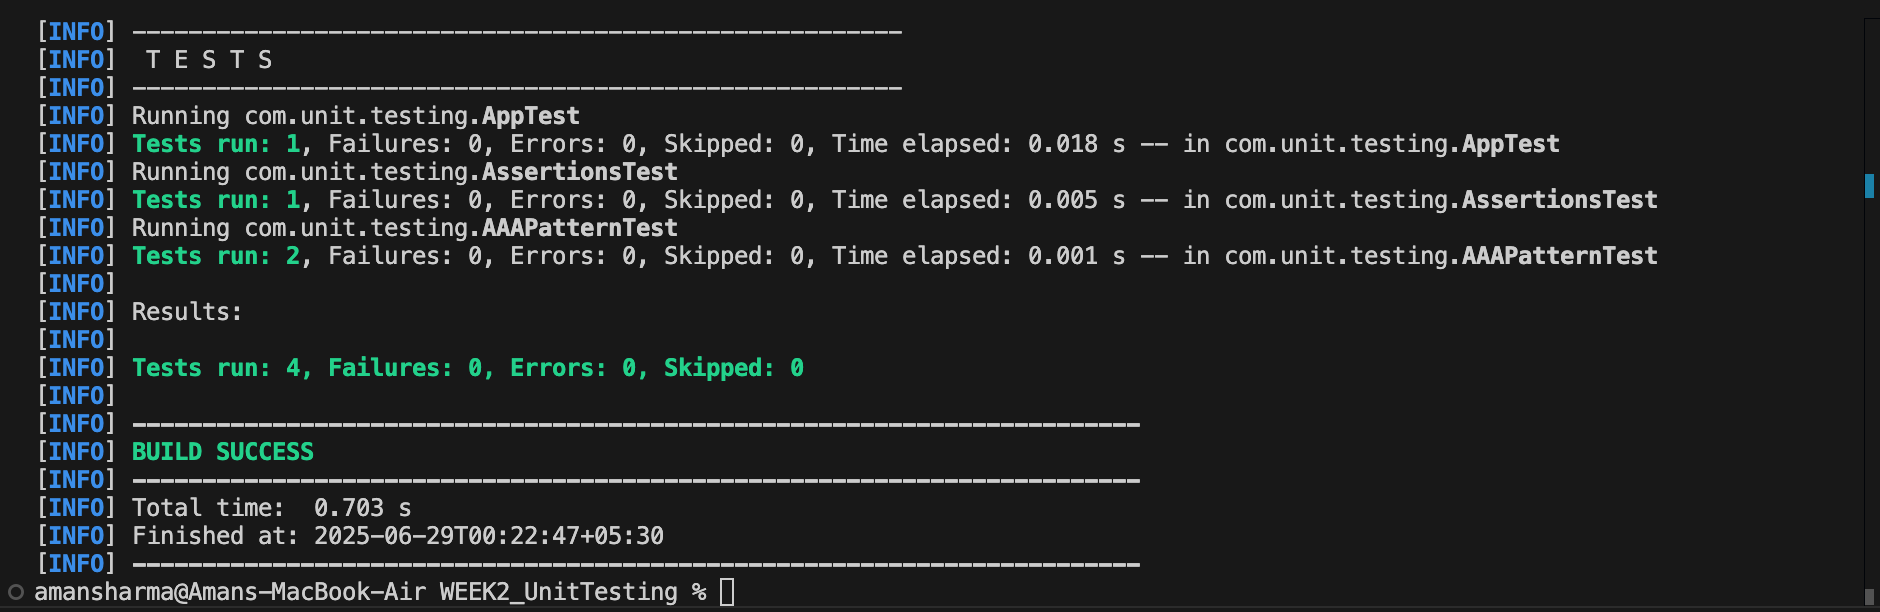 [INFO] -------------------------------------------------------
[INFO]  T E S T S
[INFO] -------------------------------------------------------
[INFO] Running com.unit.testing.AppTest
[INFO] Tests run: 1, Failures: 0, Errors: 0, Skipped: 0, Time elapsed: 0.018 s -- in com.unit.testing.AppTest
[INFO] Running com.unit.testing.AssertionsTest
[INFO] Tests run: 1, Failures: 0, Errors: 0, Skipped: 0, Time elapsed: 0.005 s -- in com.unit.testing.AssertionsTest
[INFO] Running com.unit.testing.AAAPatternTest
[INFO] Tests run: 2, Failures: 0, Errors: 0, Skipped: 0, Time elapsed: 0.001 s -- in com.unit.testing.AAAPatternTest
[INFO]
[INFO] Results:
[INFO]
[INFO] Tests run: 4, Failures: 0, Errors: 0, Skipped: 0
[INFO]
[INFO] ------------------------------------------------------------------------
[INFO] BUILD SUCCESS
[INFO] ------------------------------------------------------------------------
[INFO] Total time:  0.703 s
[INFO] Finished at: 2025-06-29T00:22:47+05:30
[INFO] ------------------------------------------------------------------------
amansharma@Amans-MacBook-Air WEEK2_UnitTesting %